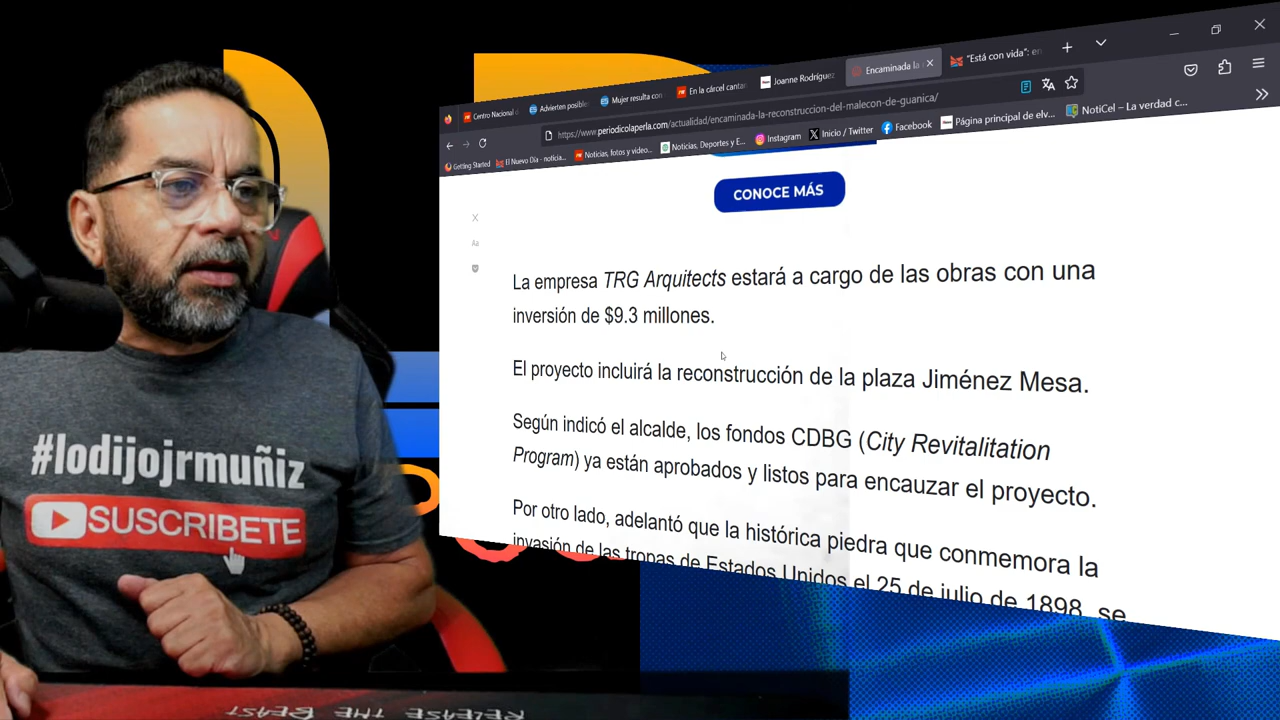 Centro Nacional
Advierten posible
Mujer resulta con
En la cárcel cantan
Joanne Rodríguez
Encaminada la
"Está con vida": en
https://www.periodicolaperla.com/actualidad/encaminada-la-reconstruccion-del-malecon-de-guanica/
Getting Started
El Nuevo Día - noticia...
Noticias, fotos y video...
Noticias, Deportes y E...
Instagram
Inicio / Twitter
Facebook
Página principal de elv...
NotiCel – La verdad c...
CONOCE MÁS
Aa
La empresa TRG Arquitects estará a cargo de las obras con una
inversión de $9.3 millones.
El proyecto incluirá la reconstrucción de la plaza Jiménez Mesa.
Según indicó el alcalde, los fondos CDBG (City Revitalitation
Program) ya están aprobados y listos para encauzar el proyecto.
Por otro lado, adelantó que la histórica piedra que conmemora la
invasión de las tropas de Estados Unidos el 25 de julio de 1898, se
#lodijojrmuñiz
SUSCRIBETE
RELEASE THE BEAST